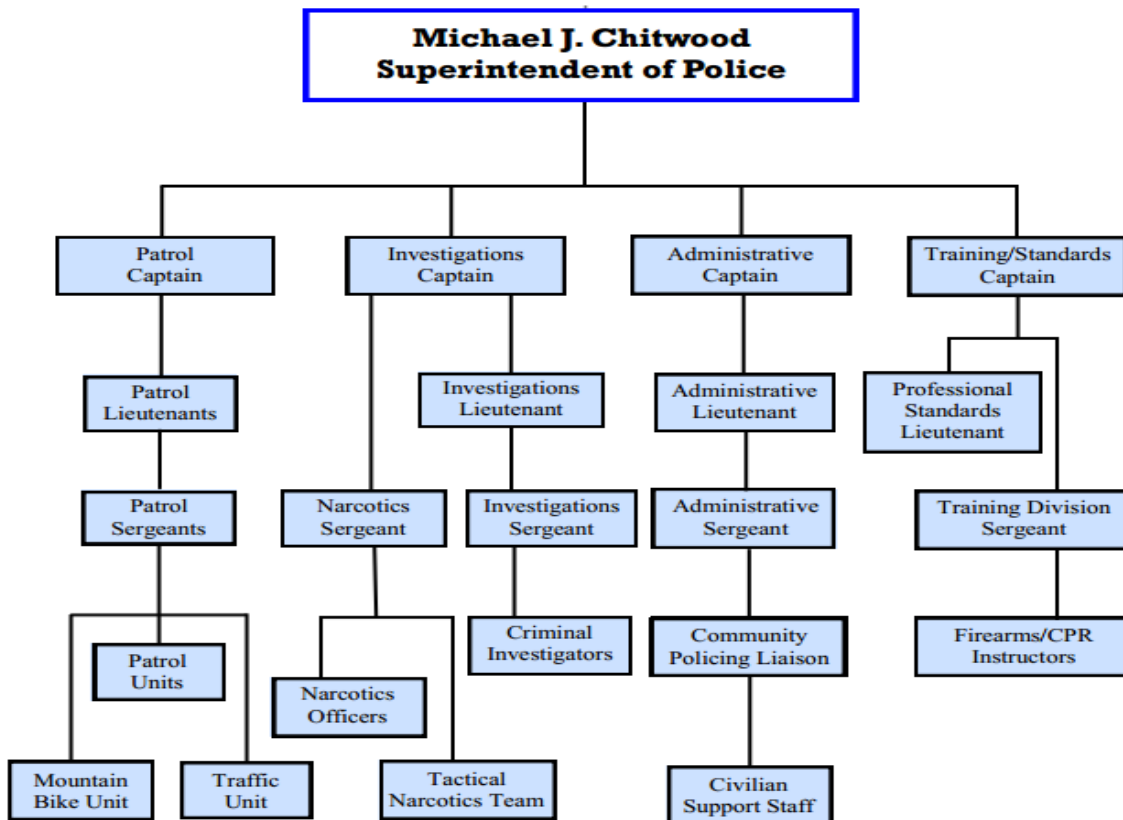 Michael J. Chitwood
Superintendent of Police
Patrol
Captain
Investigations
Captain
Administrative
Captain
Training/Standards
Captain
Patrol
Lieutenants
Investigations
Lieutenant
Administrative
Lieutenant
Professional
Standards
Lieutenant
Patrol
Sergeants
Narcotics
Sergeant
Investigations
Sergeant
Administrative
Sergeant
Training Division
Sergeant
Patrol
Units
Criminal
Investigators
Community
Policing Liaison
Firearms/CPR
Instructors
Narcotics
Officers
Mountain
Bike Unit
Traffic
Unit
Tactical
Narcotics Team
Civilian
Support Staff